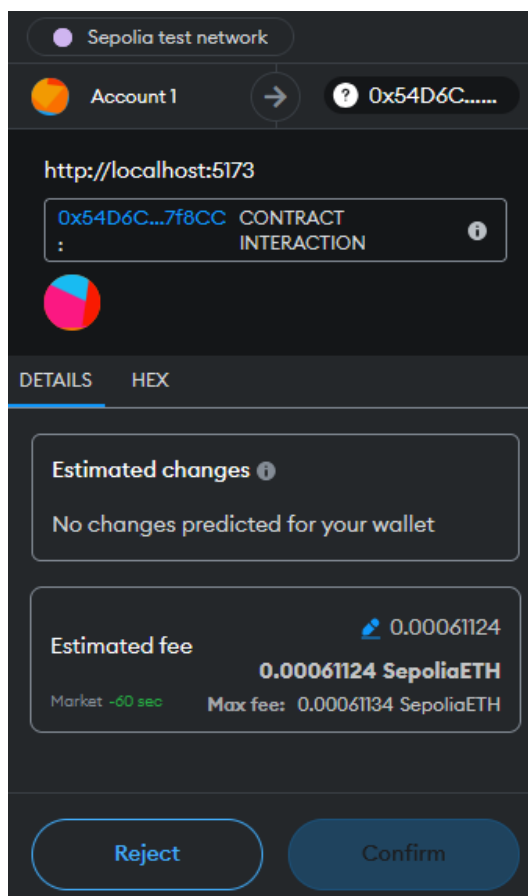 Sepolia test network
Account 1
? 0x54D6C......
http://localhost:5173
0x54D6C...7f8CC CONTRACT
: INTERACTION
DETAILS HEX
Estimated changes
No changes predicted for your wallet
0.00061124
Estimated fee
0.00061124 SepoliaETH
Market ~60 sec Max fee: 0.00061134 SepoliaETH
Reject Confirm